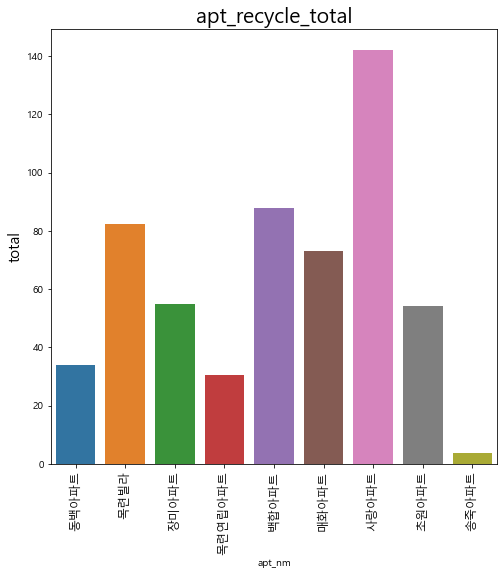 apt_recycle_total
total
140
120
100
80
60
40
20
0
동백아파트
목련빌라
장미아파트
목련연립아파트
백합아파트
매화아파트
사랑아파트
초원아파트
송죽아파트
apt_nm